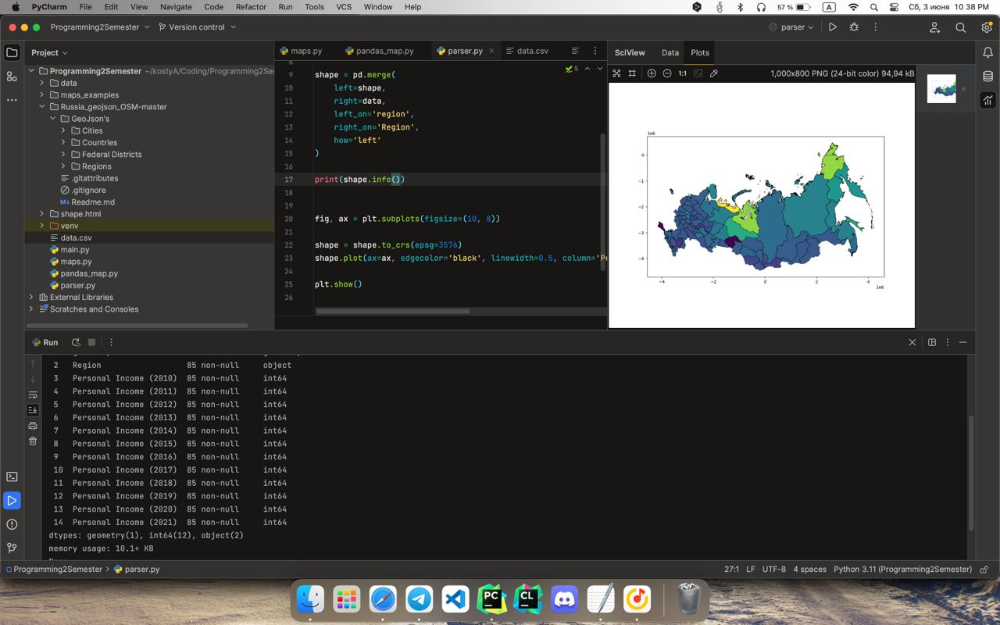 PyCharm File Edit View Navigate Code Refactor Run Tools VCS Window Help 57 % A Сб, 3 июня 10 38 PM
Programming2Semester Version control parser
Project
Programming2Semester ~/kostyA/Coding/Programming2Se
data
maps_examples
Russia_geojson_OSM-master
GeoJson's
Cities
Countries
Federal Districts
Regions
.gitattributes
.gitignore
Readme.md
shape.html
venv
data.csv
main.py
maps.py
pandas_map.py
parser.py
External Libraries
Scratches and Consoles
maps.py pandas_map.py parser.py data.csv
5
8
9 shape = pd.merge(
10 left=shape,
11 right=data,
12 left_on='region',
13 right_on='Region',
14 how='left'
15 )
16
17 print(shape.info())
18
19
20 fig, ax = plt.subplots(figsize=(10, 8))
21
22 shape = shape.to_crs(epsg=3576)
23 shape.plot(ax=ax, edgecolor='black', linewidth=0.5, column='Pe
24
25 plt.show()
26
SciView Data Plots
1:1 1,000x800 PNG (24-bit color) 94,94 kB
1e6
0
−1
−2
−3
−4
−4 −2 0 2 4
1e6
Run
2 Region 85 non-null object
3 Personal Income (2010) 85 non-null int64
4 Personal Income (2011) 85 non-null int64
5 Personal Income (2012) 85 non-null int64
6 Personal Income (2013) 85 non-null int64
7 Personal Income (2014) 85 non-null int64
8 Personal Income (2015) 85 non-null int64
9 Personal Income (2016) 85 non-null int64
10 Personal Income (2017) 85 non-null int64
11 Personal Income (2018) 85 non-null int64
12 Personal Income (2019) 85 non-null int64
13 Personal Income (2020) 85 non-null int64
14 Personal Income (2021) 85 non-null int64
dtypes: geometry(1), int64(12), object(2)
memory usage: 10.1+ KB
Programming2Semester > parser.py 27:1 LF UTF-8 4 spaces Python 3.11 (Programming2Semester)
PC CL